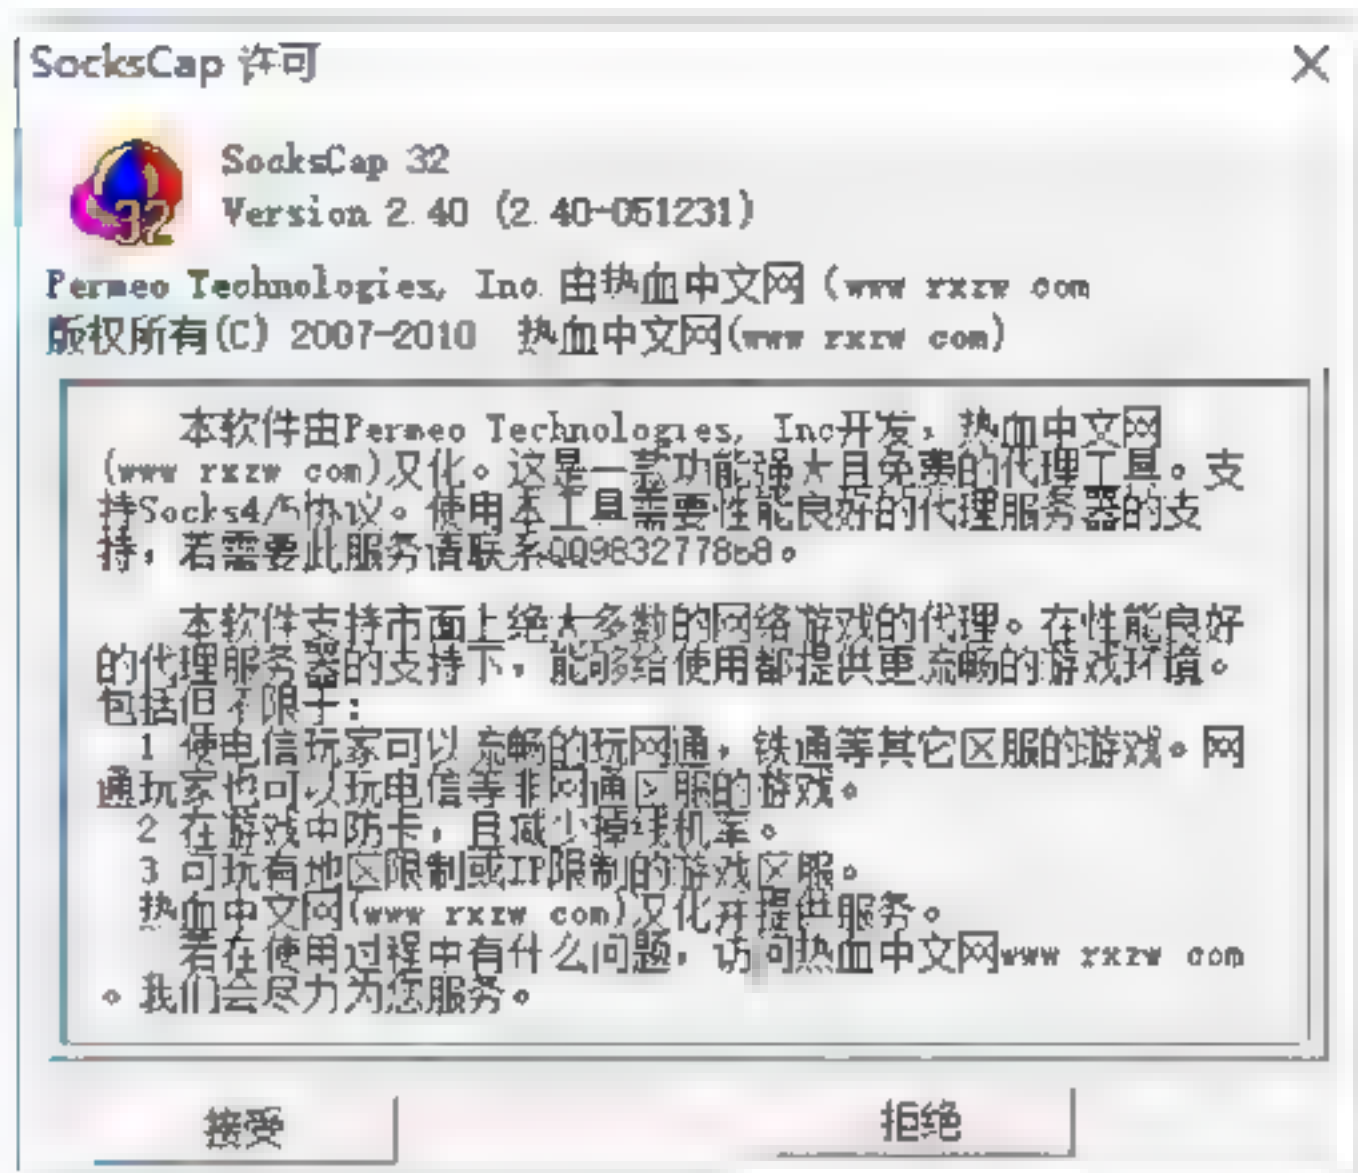 SocksCap 许可
SocksCap 32
Version 2.40 (2.40-051231)
Permeo Technologies, Inc. 由热血中文网 (www.rxzw.com
版权所有(C) 2007-2010 热血中文网(www.rxzw.com)
本软件由Permeo Technologies, Inc开发，热血中文网
(www.rxzw.com)汉化。这是一款功能强大且免费的代理工具。支
持Socks4/5协议。使用本工具需要性能良好的代理服务器的支
持，若需要此服务请联系
本软件支持市面上绝大多数的网络游戏的代理。在性能良好
的代理服务器的支持下，能够给使用都提供更流畅的游戏环境。
包括但不限于：
1.使电信玩家可以流畅的玩网通，铁通等其它区服的游戏。网
通玩家也可以玩电信等非网通区服的游戏。
2.在游戏中防卡，且减少掉线机率。
3.可玩有地区限制或IP限制的游戏区服。
热血中文网(www.rxzw.com)汉化并提供服务。
若在使用过程中有什么问题，访问热血中文网www.rxzw.com
。我们会尽力为您服务。
接受
拒绝
32